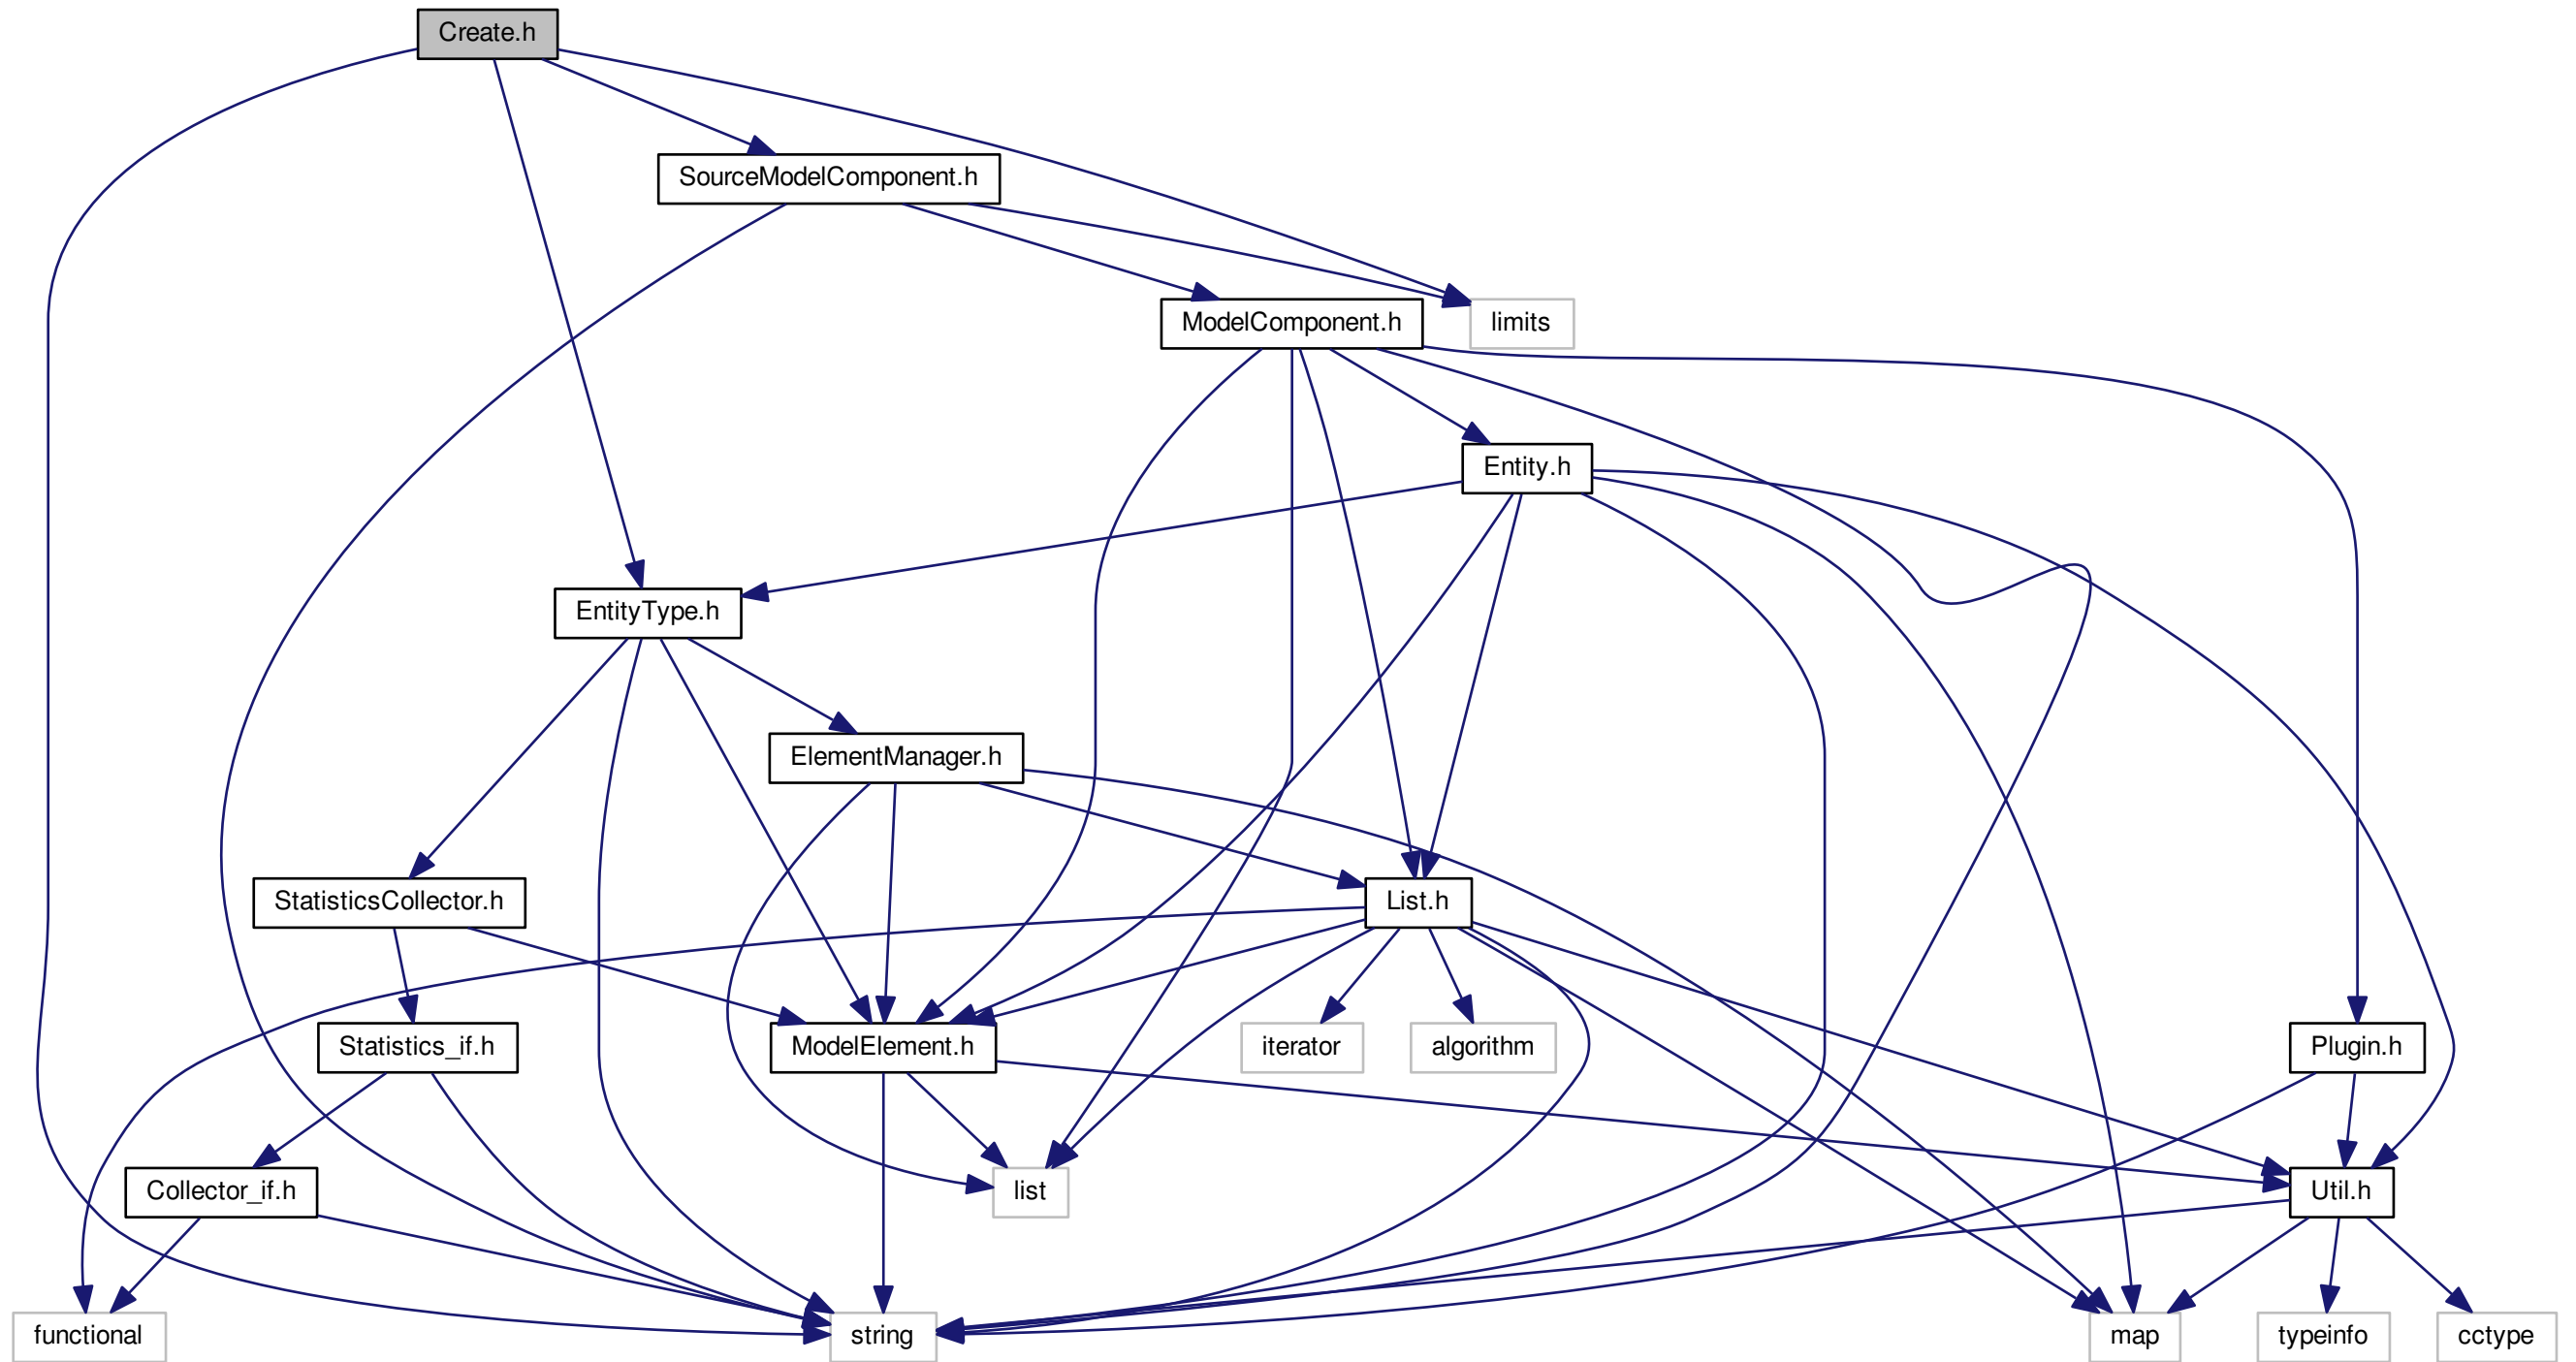 Create.h
SourceModelComponent.h
ModelComponent.h
limits
Entity.h
EntityType.h
ElementManager.h
StatisticsCollector.h
List.h
Statistics_if.h
ModelElement.h
iterator
algorithm
Plugin.h
Collector_if.h
list
Util.h
functional
string
map
typeinfo
cctype